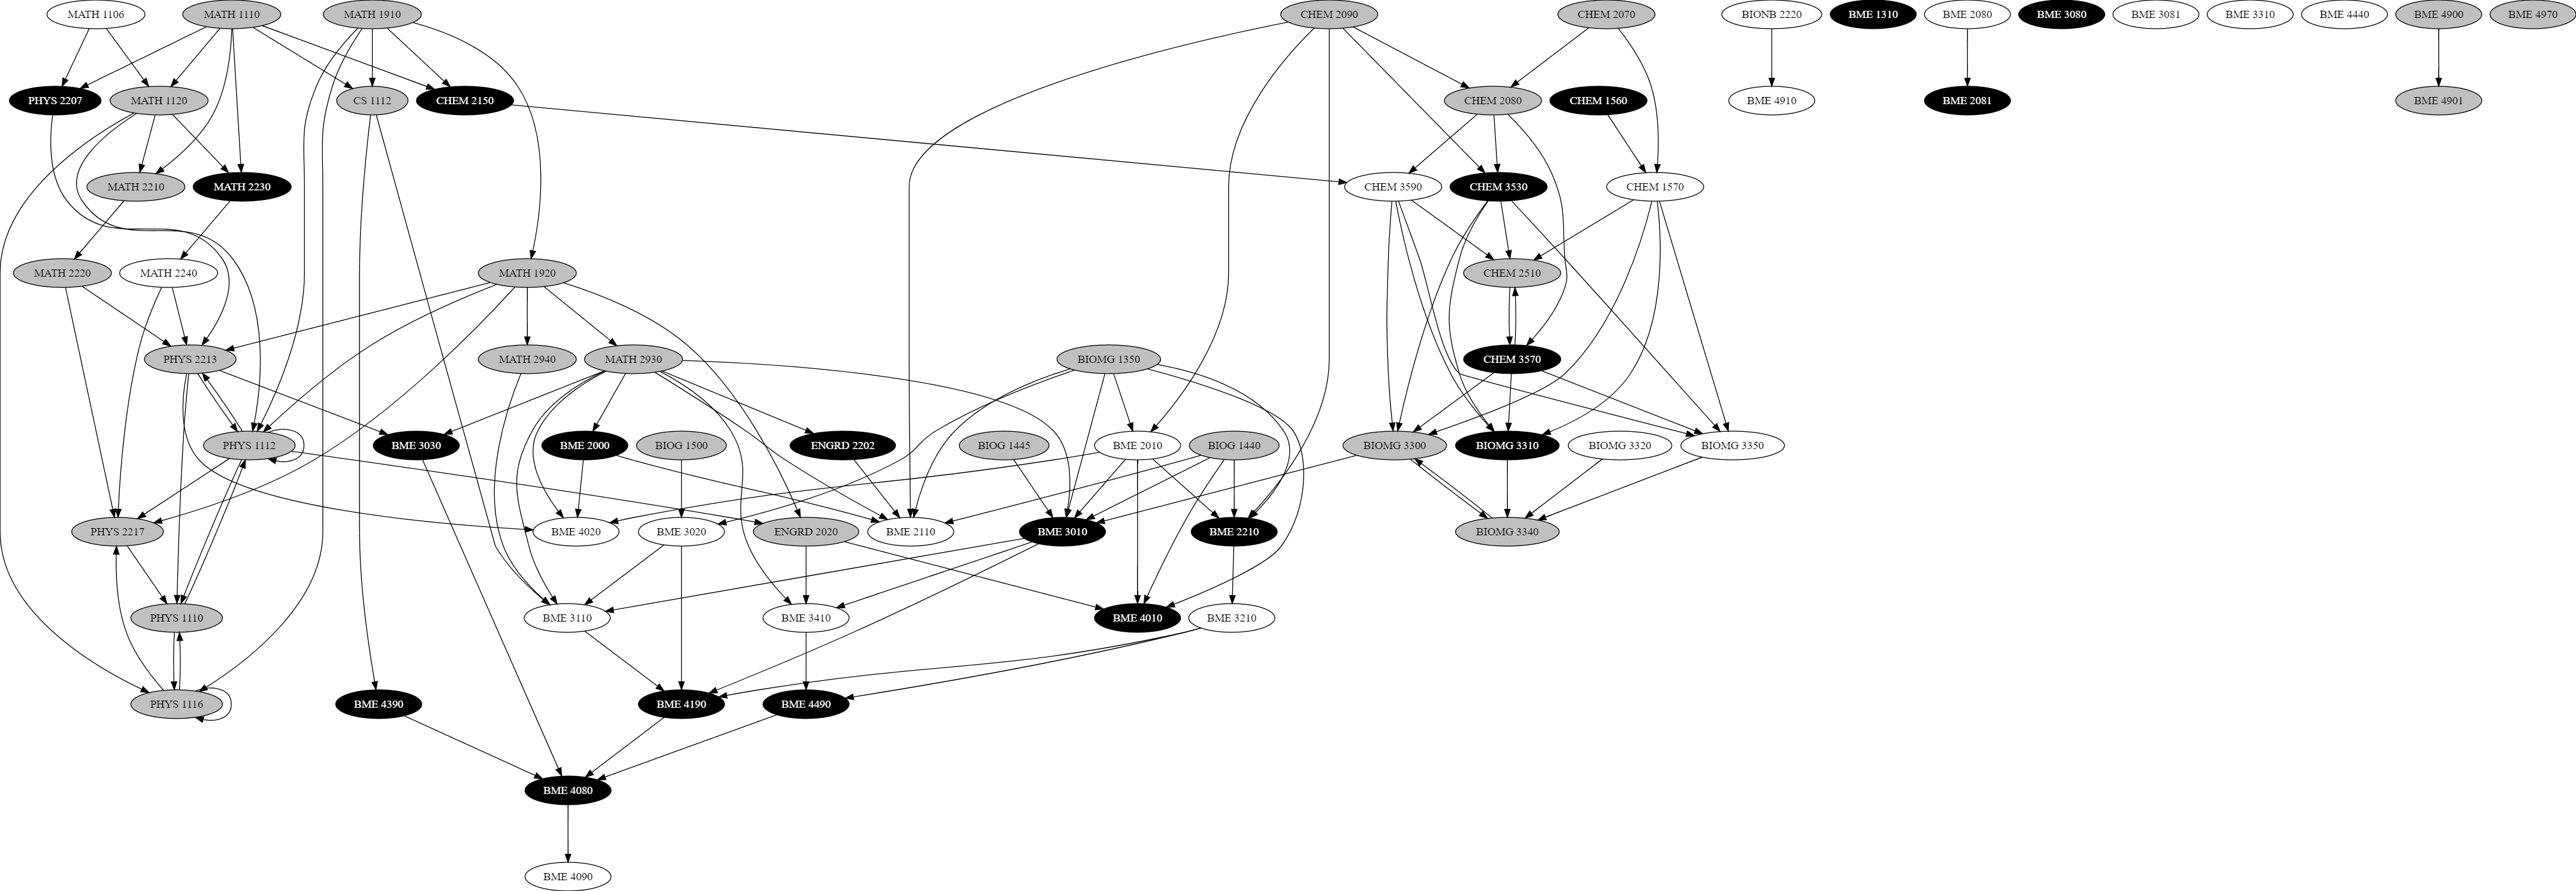 MATH 1106
MATH 1110
MATH 1910
CHEM 2090
CHEM 2070
BIONB 2220
BME 1310
BME 2080
BME 3080
BME 3081
BME 3310
BME 4440
BME 4900
BME 4970
PHYS 2207
MATH 1120
CS 1112
CHEM 2150
CHEM 2080
CHEM 1560
BME 4910
BME 2081
BME 4901
MATH 2210
MATH 2230
CHEM 3590
CHEM 3530
CHEM 1570
MATH 2220
MATH 2240
MATH 1920
CHEM 2510
PHYS 2213
MATH 2940
MATH 2930
BIOMG 1350
CHEM 3570
PHYS 1112
BME 3030
BME 2000
BIOG 1500
ENGRD 2202
BIOG 1445
BME 2010
BIOG 1440
BIOMG 3300
BIOMG 3310
BIOMG 3320
BIOMG 3350
PHYS 2217
BME 4020
BME 3020
ENGRD 2020
BME 2110
BME 3010
BME 2210
BIOMG 3340
PHYS 1110
BME 3110
BME 3410
BME 4010
BME 3210
PHYS 1116
BME 4390
BME 4190
BME 4490
BME 4080
BME 4090